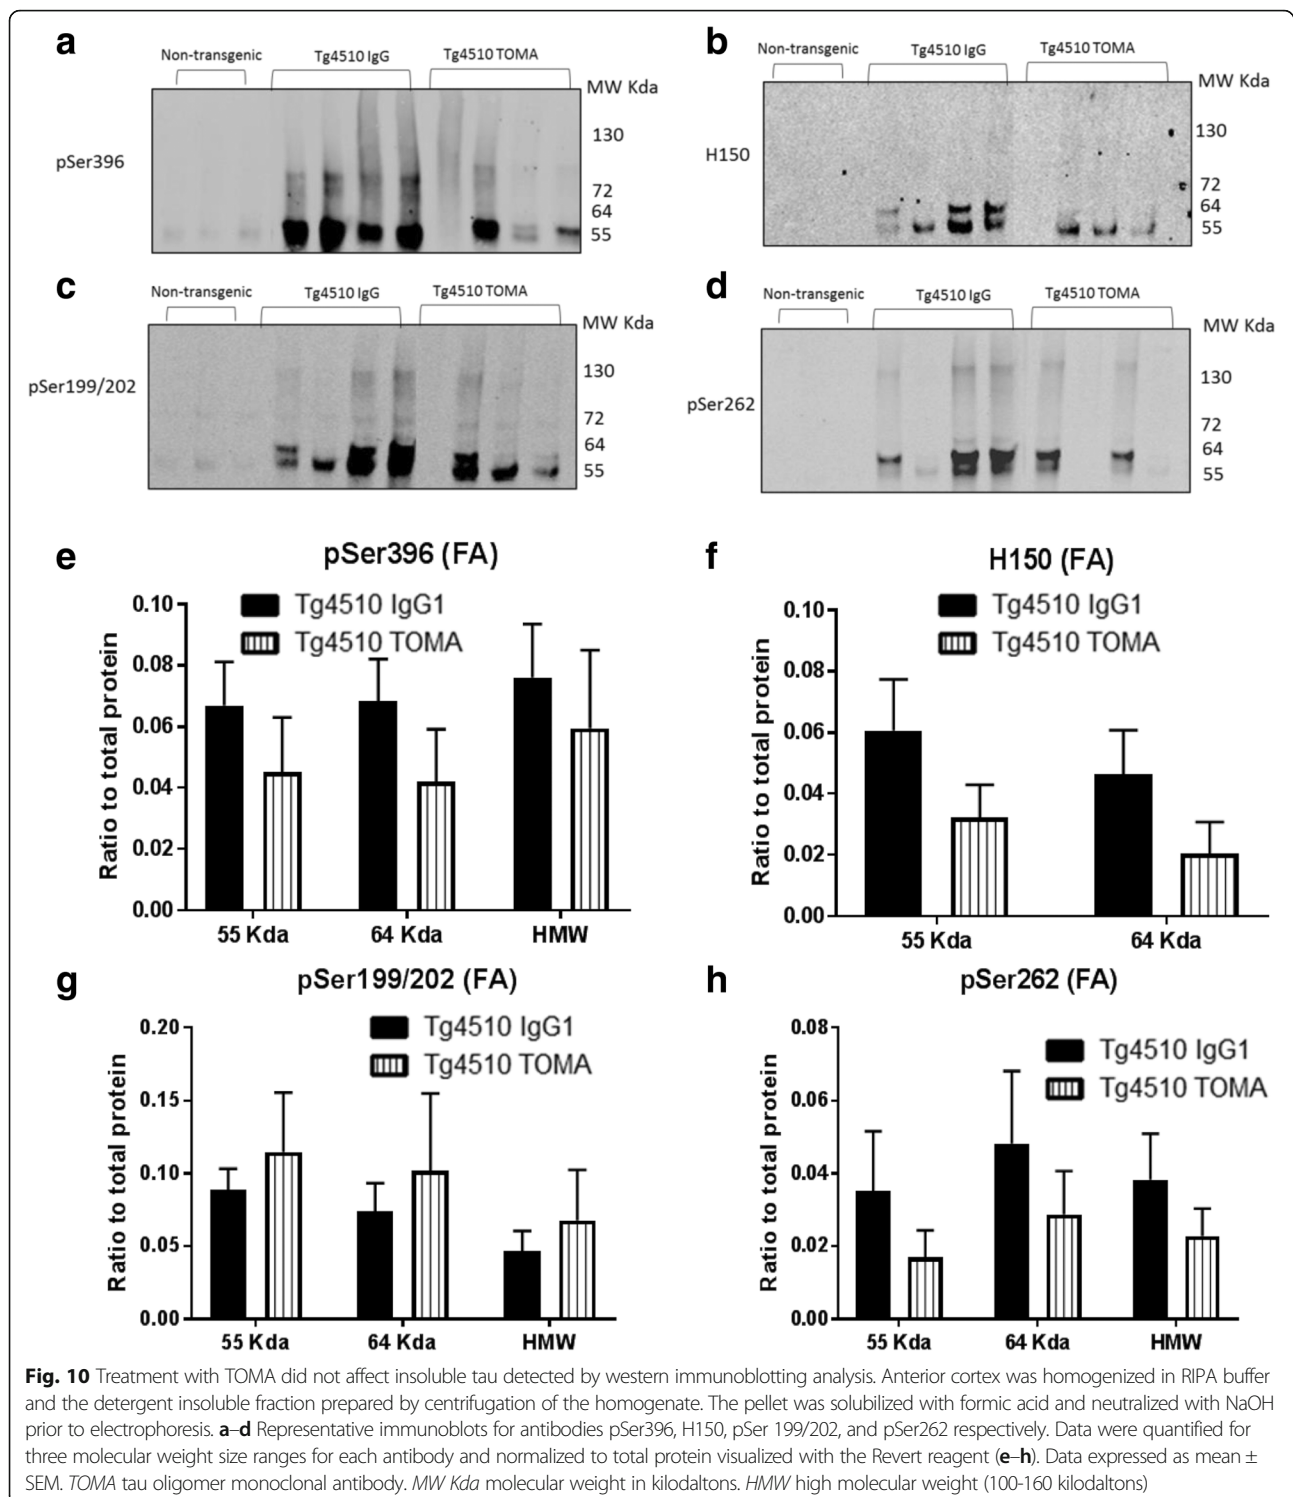 a
Non-transgenic
Tg4510 IgG
Tg4510 TOMA
MW Kda
pSer396
130
72
64
55
b
Non-transgenic
Tg4510 IgG
Tg4510 TOMA
MW Kda
H150
130
72
64
55
c
Non-transgenic
Tg4510 IgG
Tg4510 TOMA
MW Kda
pSer199/202
130
72
64
55
d
Non-transgenic
Tg4510 IgG
Tg4510 TOMA
MW Kda
pSer262
130
72
64
55
e
pSer396 (FA)
Tg4510 IgG1
Tg4510 TOMA
Ratio to total protein
0.10
0.08
0.06
0.04
0.02
0.00
55 Kda
64 Kda
HMW
f
H150 (FA)
Tg4510 IgG1
Tg4510 TOMA
Ratio to total protein
0.10
0.08
0.06
0.04
0.02
0.00
55 Kda
64 Kda
g
pSer199/202 (FA)
Tg4510 IgG1
Tg4510 TOMA
Ratio to total protein
0.20
0.15
0.10
0.05
0.00
55 Kda
64 Kda
HMW
h
pSer262 (FA)
Tg4510 IgG1
Tg4510 TOMA
Ratio to total protein
0.08
0.06
0.04
0.02
0.00
55 Kda
64 Kda
HMW
Fig. 10 Treatment with TOMA did not affect insoluble tau detected by western immunoblotting analysis. Anterior cortex was homogenized in RIPA buffer
and the detergent insoluble fraction prepared by centrifugation of the homogenate. The pellet was solubilized with formic acid and neutralized with NaOH
prior to electrophoresis. a–d Representative immunoblots for antibodies pSer396, H150, pSer 199/202, and pSer262 respectively. Data were quantified for
three molecular weight size ranges for each antibody and normalized to total protein visualized with the Revert reagent (e–h). Data expressed as mean ±
SEM. TOMA tau oligomer monoclonal antibody. MW Kda molecular weight in kilodaltons. HMW high molecular weight (100-160 kilodaltons)